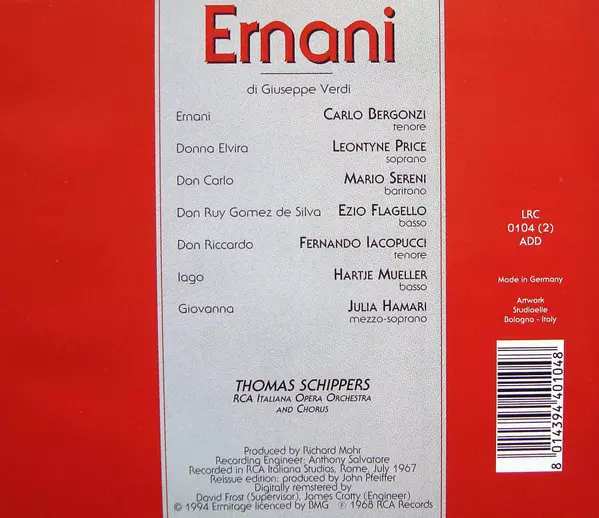 Ernani
di Giuseppe Verdi
Ernani CARLO BERGONZI
tenore
Donna Elvira LEONTYNE PRICE
soprano
Don Carlo MARIO SERENI
baritono
Don Ruy Gomez de Silva EZIO FLAGELLO
basso
Don Riccardo FERNANDO IACOPUCCI
tenore
Iago HARTJE MUELLER
basso
Giovanna JULIA HAMARI
mezzo-soprano
THOMAS SCHIPPERS
RCA ITALIANA OPERA ORCHESTRA
AND CHORUS
Produced by Richard Mohr
Recording Engineer: Anthony Salvatore
Recorded in RCA Italiana Studios, Rome, July 1967
Reissue edition: produced by John Pfeiffer
Digitally remstered by
David Frost (Supervisor), James Crotty (Engineer)
© 1994 Ermitage licenced by BMG ℗ 1968 RCA Records
LRC
0104 (2)
ADD
Made in Germany
Artwork
Studioelle
Bologna - Italy
8 014394 401048